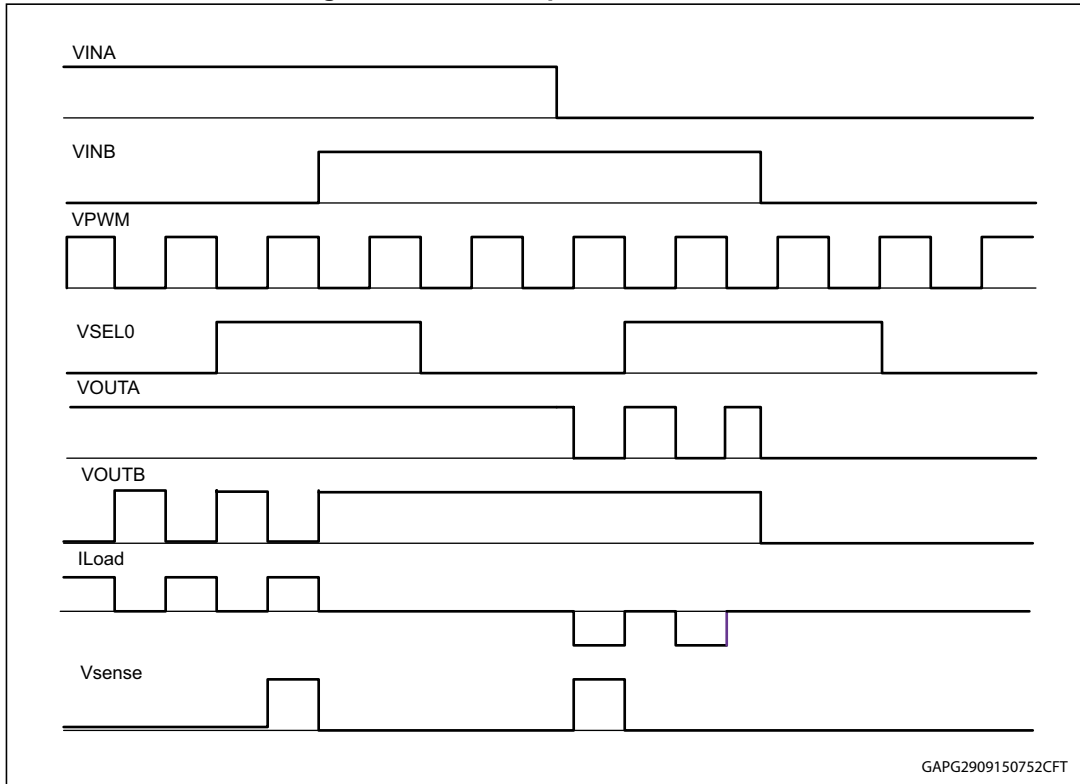 VINA
VINB
VPWM
VSEL0
VOUTA
VOUTB
ILoad
Vsense
GAPG2909150752CFT